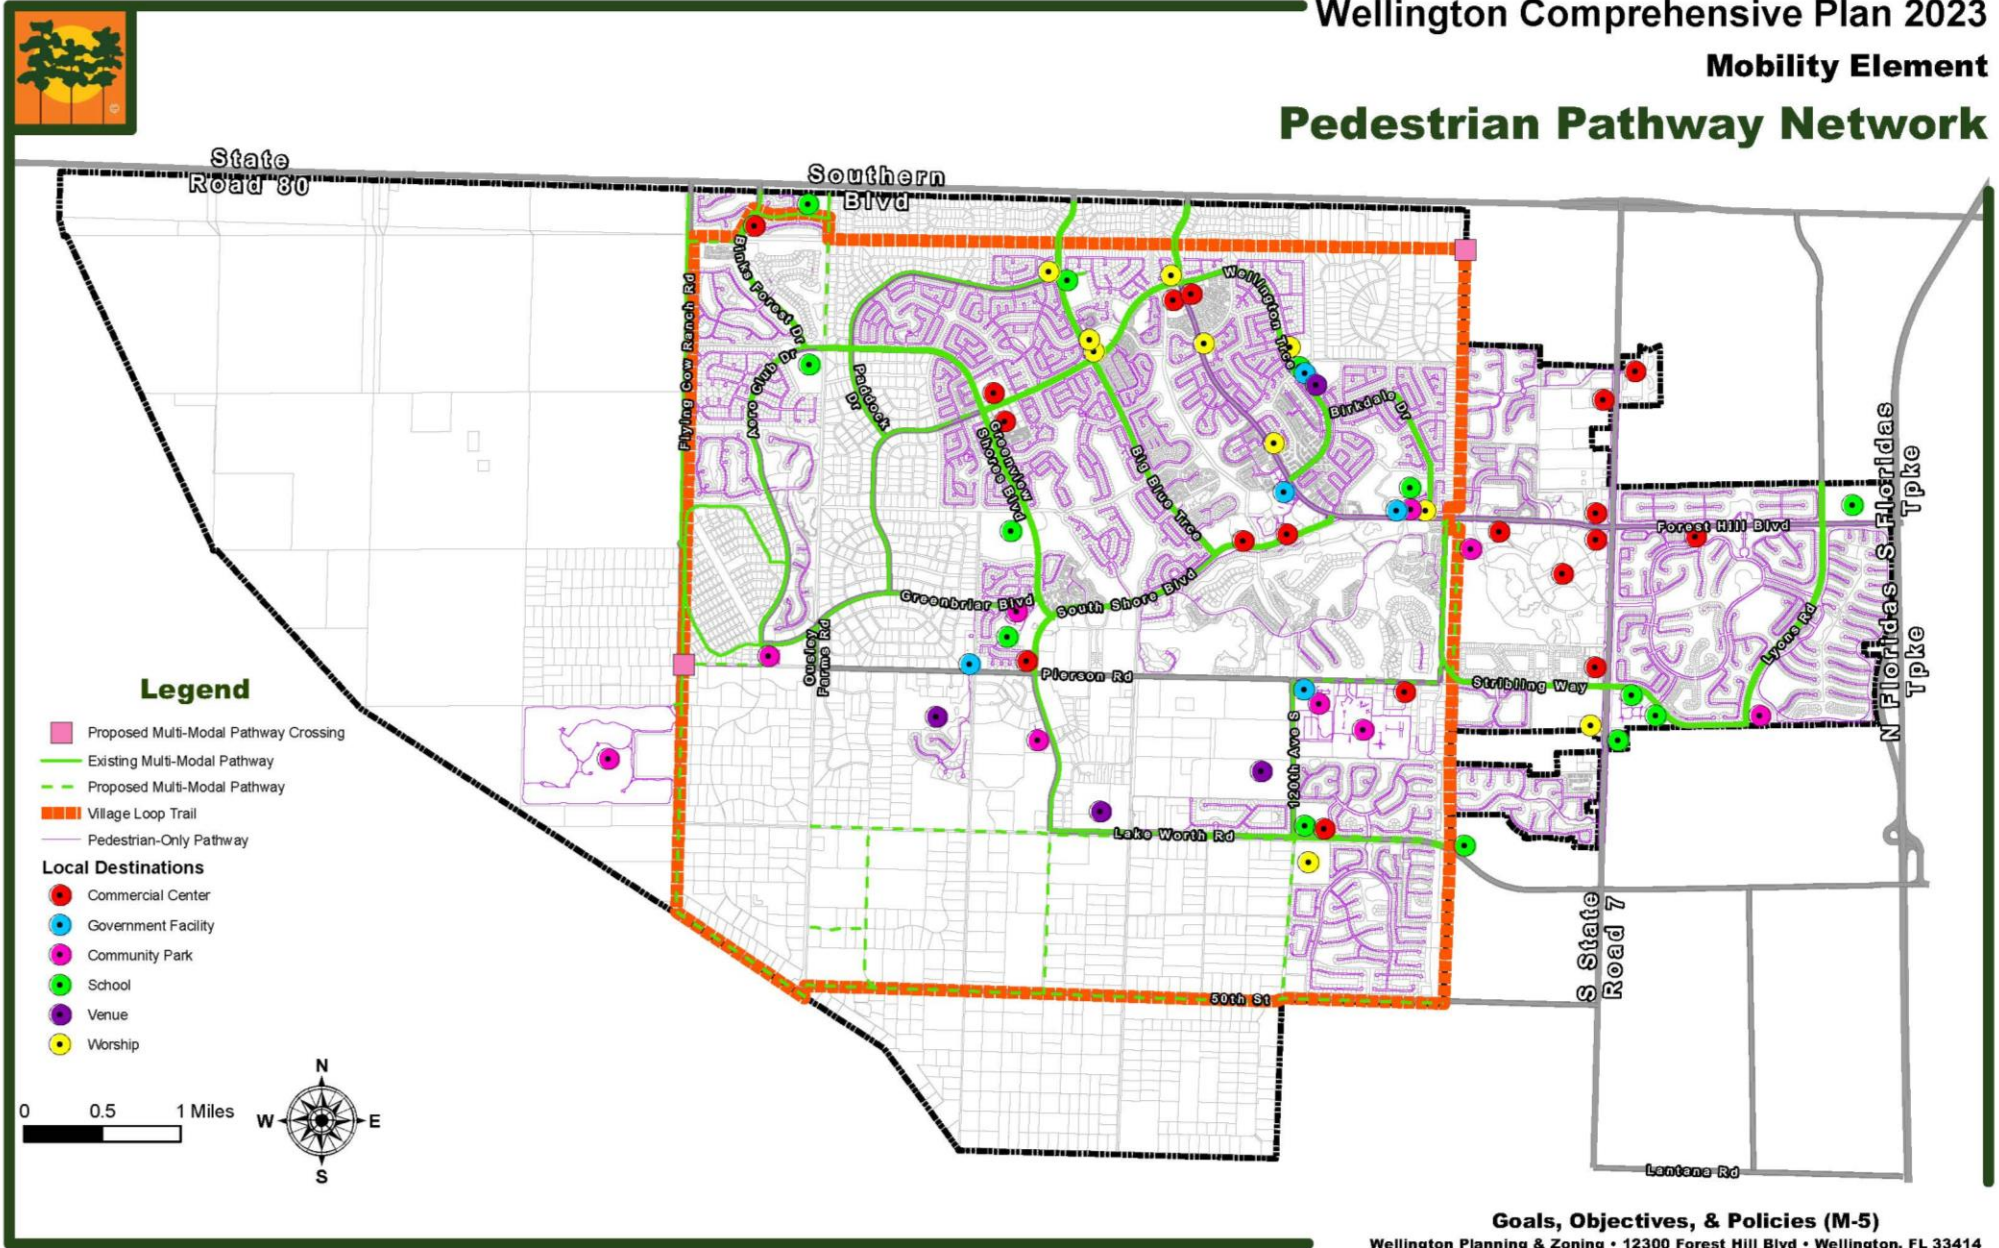 Wellington Comprehensive Plan 2023
Mobility Element
Pedestrian Pathway Network
©
State
Road 80
Southern
Blvd
Binks Forest Dr
Wellington Trce
Flying Cow Ranch Rd
Aero Club Dr
Paddock
Dr
Birkdale Dr
Greenview
Shores Blvd
Big Blue Trce
Forest Hill Blvd
N Floridas
S Floridas
Tpke
Tpke
Greenbriar Blvd
South Shore Blvd
Lyons Rd
Ousley
Farms Rd
Pierson Rd
Stribling Way
120th Ave S
Lake Worth Rd
50th St
S State
Road 7
Lantana Rd
Legend
Proposed Multi-Modal Pathway Crossing
Existing Multi-Modal Pathway
Proposed Multi-Modal Pathway
Village Loop Trail
Pedestrian-Only Pathway
Local Destinations
Commercial Center
Government Facility
Community Park
School
Venue
Worship
0 0.5 1 Miles
N
W E
S
Goals, Objectives, & Policies (M-5)
Wellington Planning & Zoning • 12300 Forest Hill Blvd • Wellington, FL 33414